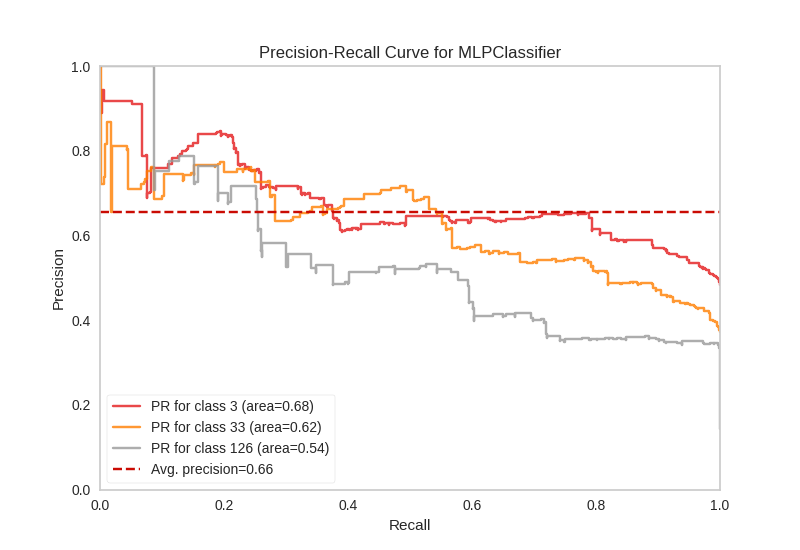 Precision-Recall Curve for MLPClassifier
1.0
0.8
0.6
0.4
0.2
0.0
Precision
PR for class 3 (area=0.68)
PR for class 33 (area=0.62)
PR for class 126 (area=0.54)
Avg. precision=0.66
0.0 0.2 0.4 0.6 0.8 1.0
Recall